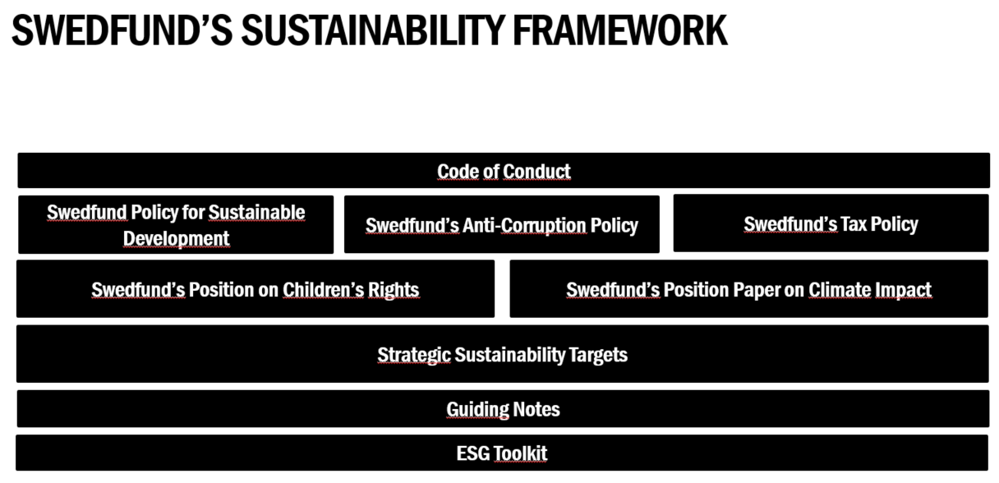 SWEDFUND’S SUSTAINABILITY FRAMEWORK
Code of Conduct
Swedfund Policy for Sustainable
Development
Swedfund’s Anti-Corruption Policy
Swedfund’s Tax Policy
Swedfund’s Position on Children’s Rights
Swedfund’s Position Paper on Climate Impact
Strategic Sustainability Targets
Guiding Notes
ESG Toolkit